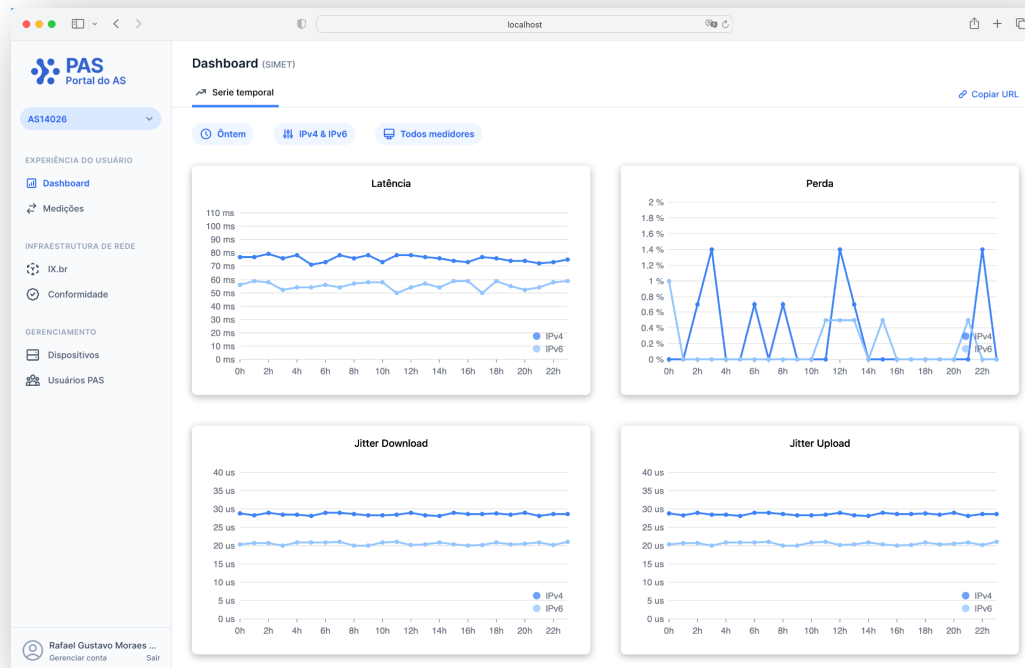 localhost
PAS
Portal do AS
AS14026
EXPERIÊNCIA DO USUÁRIO
Dashboard
Medições
INFRAESTRUTURA DE REDE
IX.br
Conformidade
GERENCIAMENTO
Dispositivos
Usuários PAS
Rafael Gustavo Moraes ...
Gerenciar conta Sair
Dashboard (SIMET)
Serie temporal
Copiar URL
Ôntem IPv4 & IPv6 Todos medidores
Latência
110 ms
100 ms
90 ms
80 ms
70 ms
60 ms
50 ms
40 ms
30 ms
20 ms
10 ms
0 ms
IPv4
IPv6
0h 2h 4h 6h 8h 10h 12h 14h 16h 18h 20h 22h
Perda
2 %
1.8 %
1.6 %
1.4 %
1.2 %
1 %
0.8 %
0.6 %
0.4 %
0.2 %
0 %
IPv4
IPv6
0h 2h 4h 6h 8h 10h 12h 14h 16h 18h 20h 22h
Jitter Download
40 us
35 us
30 us
25 us
20 us
15 us
10 us
5 us
0 us
IPv4
IPv6
0h 2h 4h 6h 8h 10h 12h 14h 16h 18h 20h 22h
Jitter Upload
40 us
35 us
30 us
25 us
20 us
15 us
10 us
5 us
0 us
IPv4
IPv6
0h 2h 4h 6h 8h 10h 12h 14h 16h 18h 20h 22h